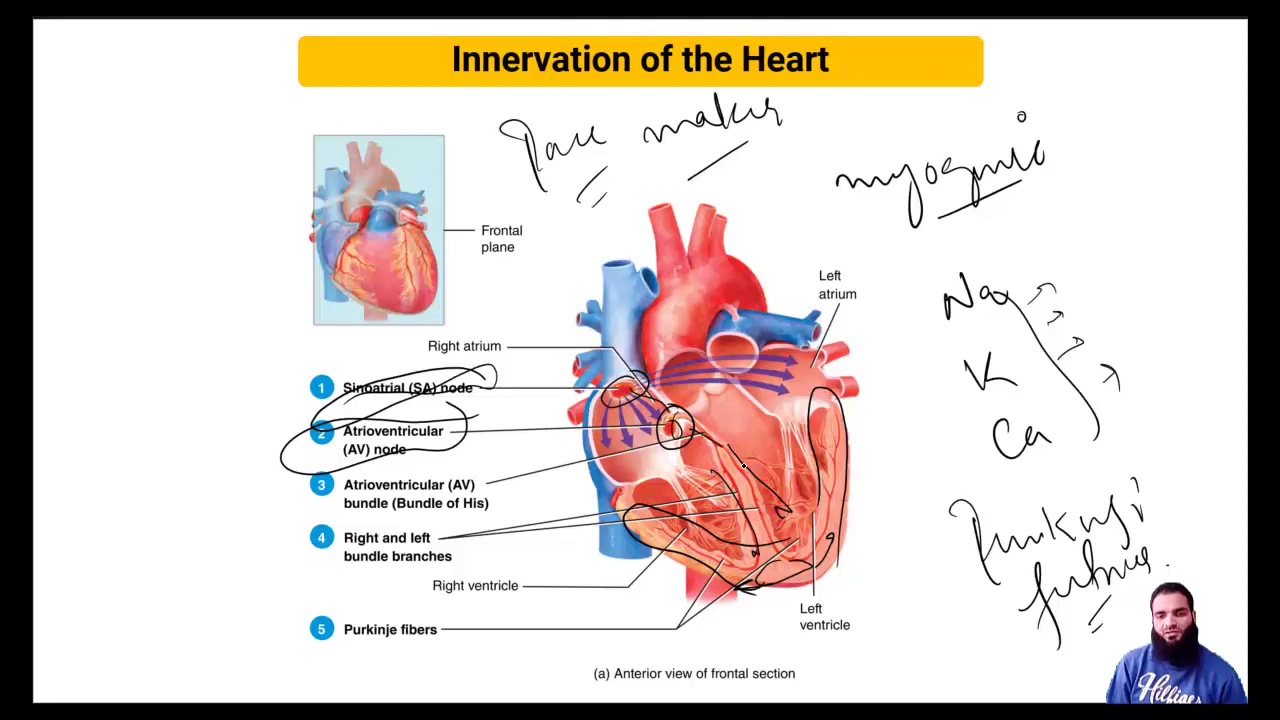 Innervation of the Heart
Pace maker
myogenic
Frontal
plane
Left
atrium
Right atrium
1 Sinoatrial (SA) node
2 Atrioventricular
(AV) node
3 Atrioventricular (AV)
bundle (Bundle of His)
4 Right and left
bundle branches
Right ventricle
5 Purkinje fibers
Left
ventricle
(a) Anterior view of frontal section
Na
K
Ca